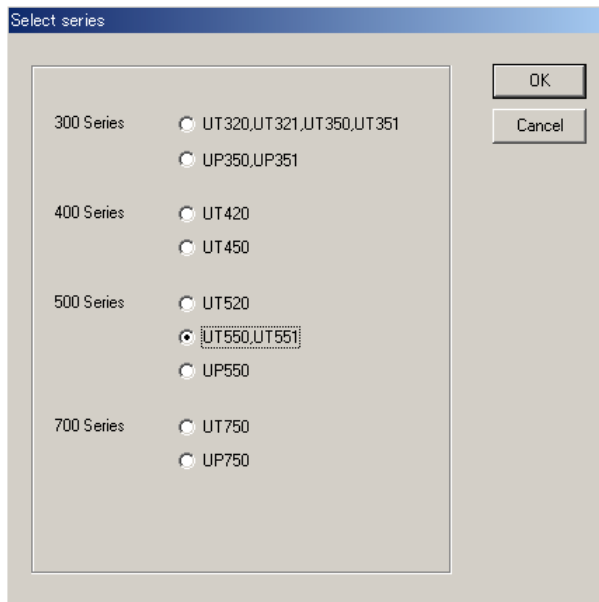 Select series
OK
Cancel
300 Series UT320,UT321,UT350,UT351
UP350,UP351
400 Series UT420
UT450
500 Series UT520
UT550,UT551
UP550
700 Series UT750
UP750